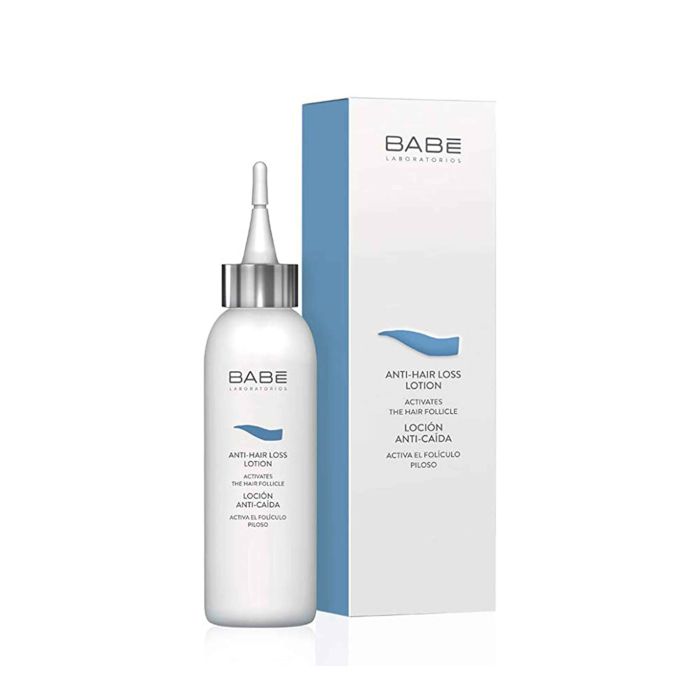 BABĒ
LABORATORIOS
ANTI-HAIR LOSS
LOTION
ACTIVATES
THE HAIR FOLLICLE
LOCIÓN
ANTI-CAÍDA
ACTIVA EL FOLÍCULO
PILOSO
BABĒ
LABORATORIOS
ANTI-HAIR LOSS
LOTION
ACTIVATES
THE HAIR FOLLICLE
LOCIÓN
ANTI-CAÍDA
ACTIVA EL FOLÍCULO
PILOSO